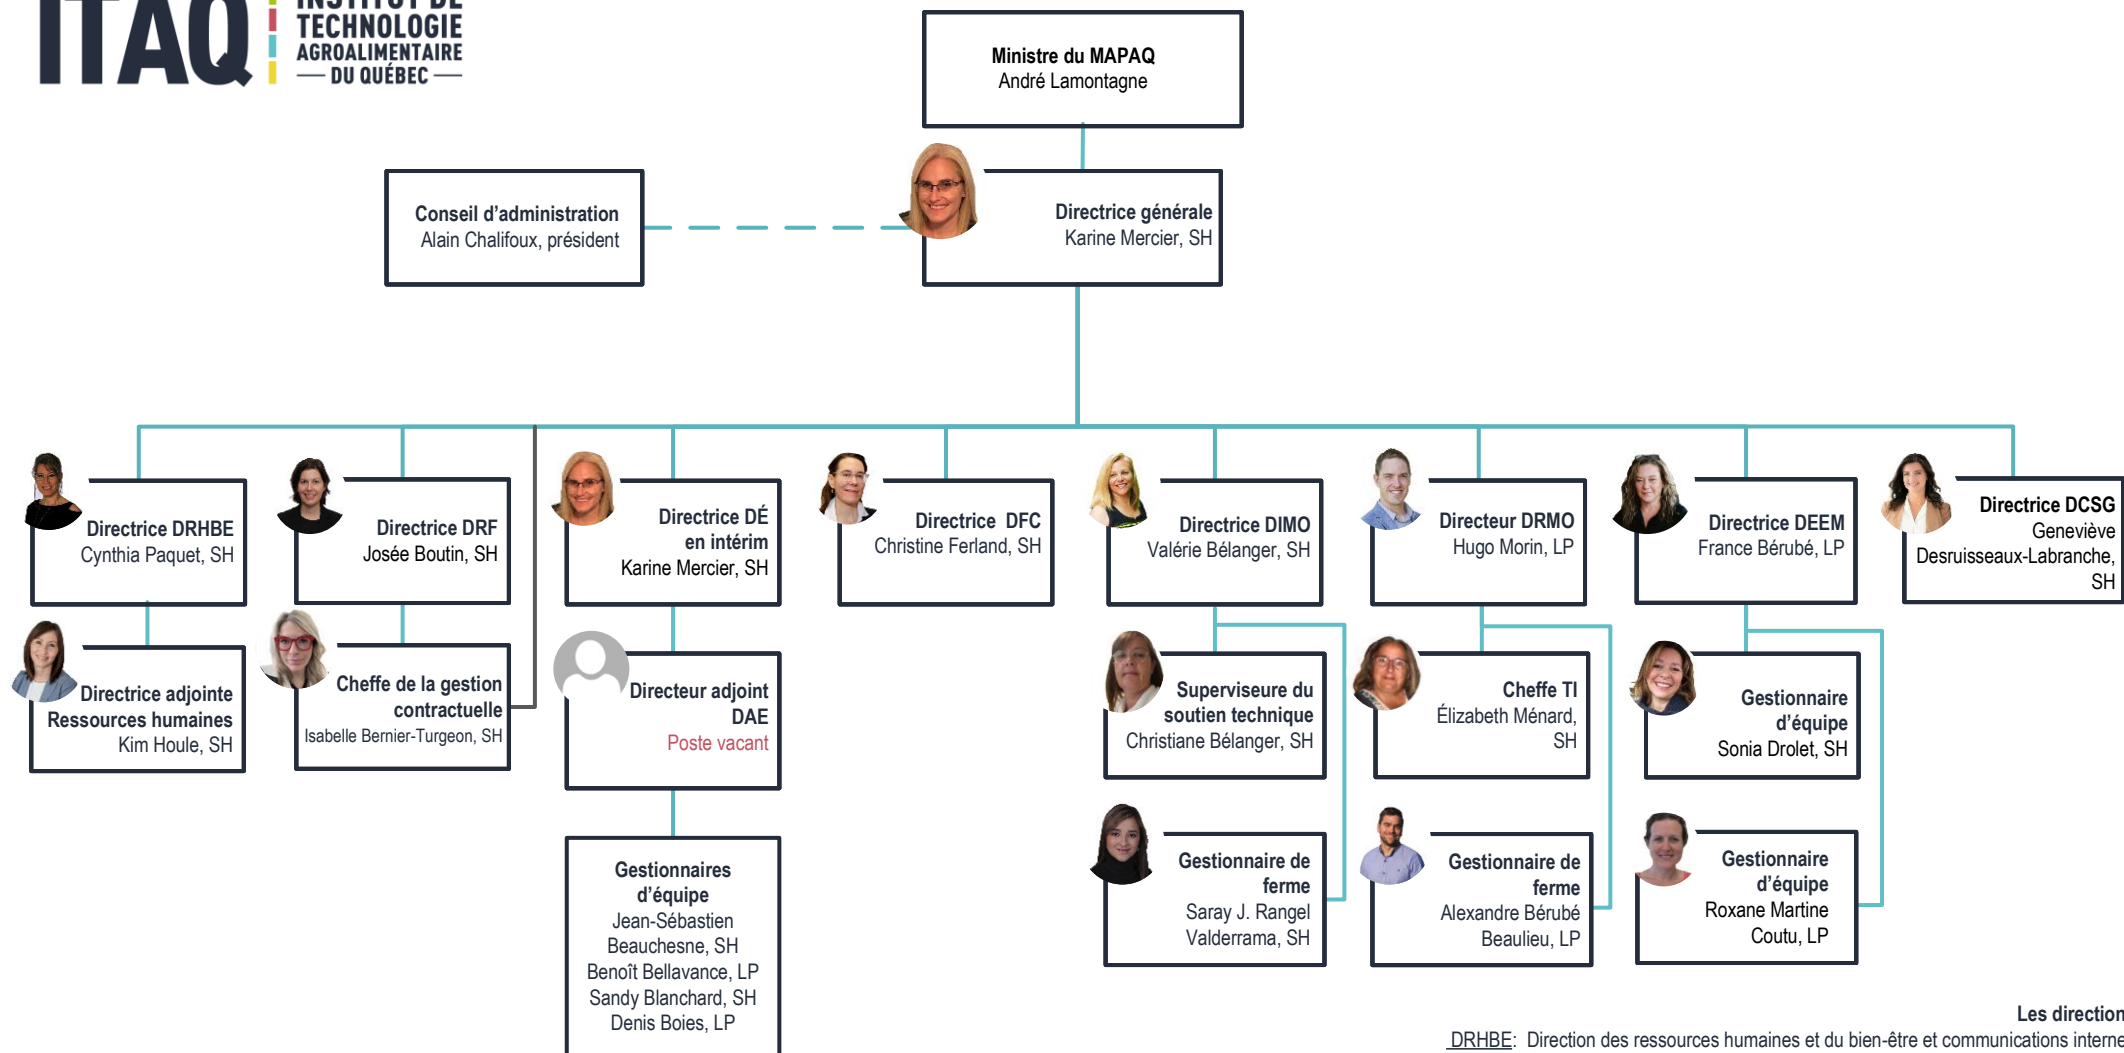 ITAQ
INSTITUT DE
TECHNOLOGIE
AGROALIMENTAIRE
DU QUÉBEC
Ministre du MAPAQ
André Lamontagne
Conseil d’administration
Alain Chalifoux, président
Directrice générale
Karine Mercier, SH
Directrice DRHBE
Cynthia Paquet, SH
Directrice DRF
Josée Boutin, SH
Directrice DÉ
en intérim
Karine Mercier, SH
Directrice DFC
Christine Ferland, SH
Directrice DIMO
Valérie Bélanger, SH
Directeur DRMO
Hugo Morin, LP
Directrice DEEM
France Bérubé, LP
Directrice DCSG
Geneviève
Desruisseaux-Labranche,
SH
Directrice adjointe
Ressources humaines
Kim Houle, SH
Cheffe de la gestion
contractuelle
Isabelle Bernier-Turgeon, SH
Directeur adjoint
DAE
Poste vacant
Superviseure du
soutien technique
Christiane Bélanger, SH
Cheffe TI
Élizabeth Ménard,
SH
Gestionnaire
d’équipe
Sonia Drolet, SH
Gestionnaires
d’équipe
Jean-Sébastien
Beauchesne, SH
Benoît Bellavance, LP
Sandy Blanchard, SH
Denis Boies, LP
Gestionnaire de
ferme
Saray J. Rangel
Valderrama, SH
Gestionnaire de
ferme
Alexandre Bérubé
Beaulieu, LP
Gestionnaire
d’équipe
Roxane Martine
Coutu, LP
Les direction
DRHBE: Direction des ressources humaines et du bien-être et communications interne